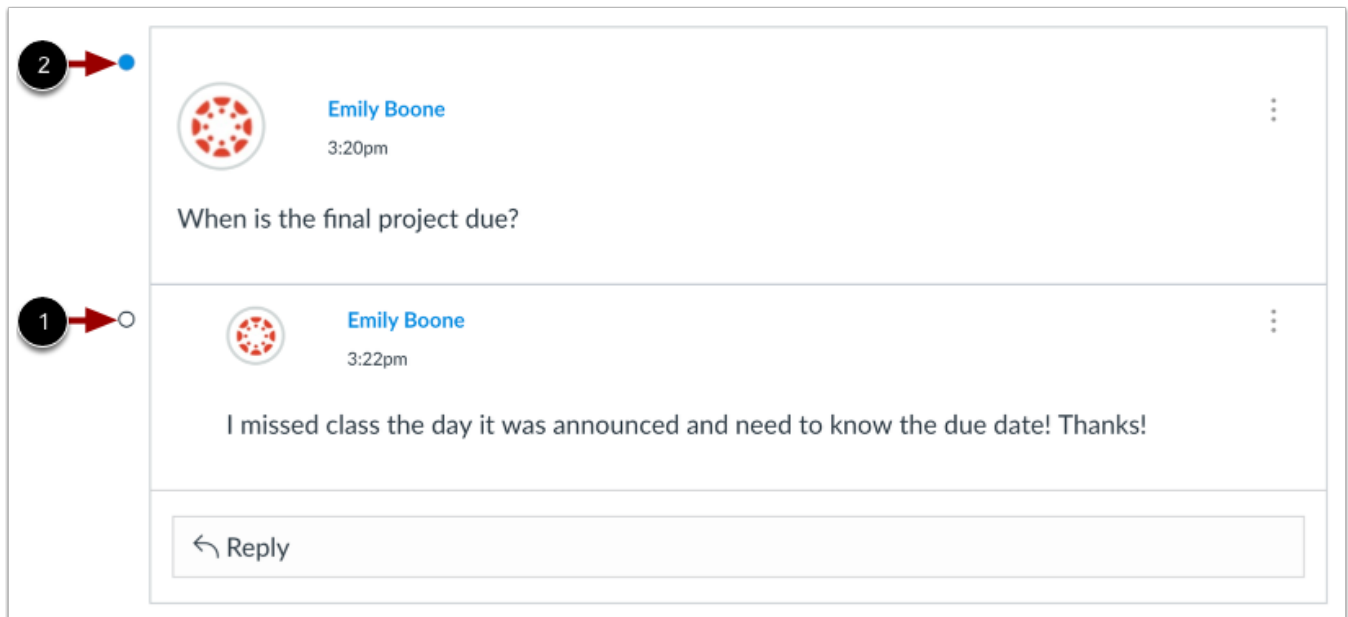 2
Emily Boone
3:20pm
When is the final project due?
1
Emily Boone
3:22pm
I missed class the day it was announced and need to know the due date! Thanks!
Reply